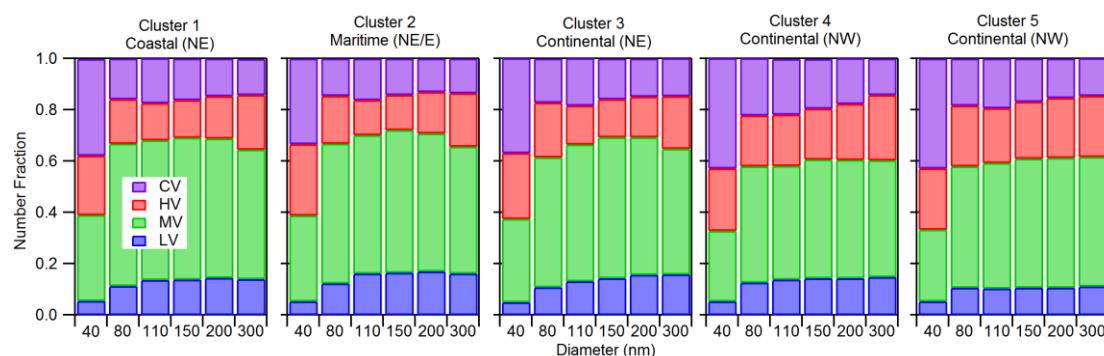 Cluster 1
Coastal (NE)
Cluster 2
Maritime (NE/E)
Cluster 3
Continental (NE)
Cluster 4
Continental (NW)
Cluster 5
Continental (NW)
Number Fraction
1.0
0.8
0.6
0.4
0.2
0.0
CV
HV
MV
LV
40 80 110 150 200 300
40 80 110 150 200 300
40 80 110 150 200 300
40 80 110 150 200 300
40 80 110 150 200 300
Diameter (nm)